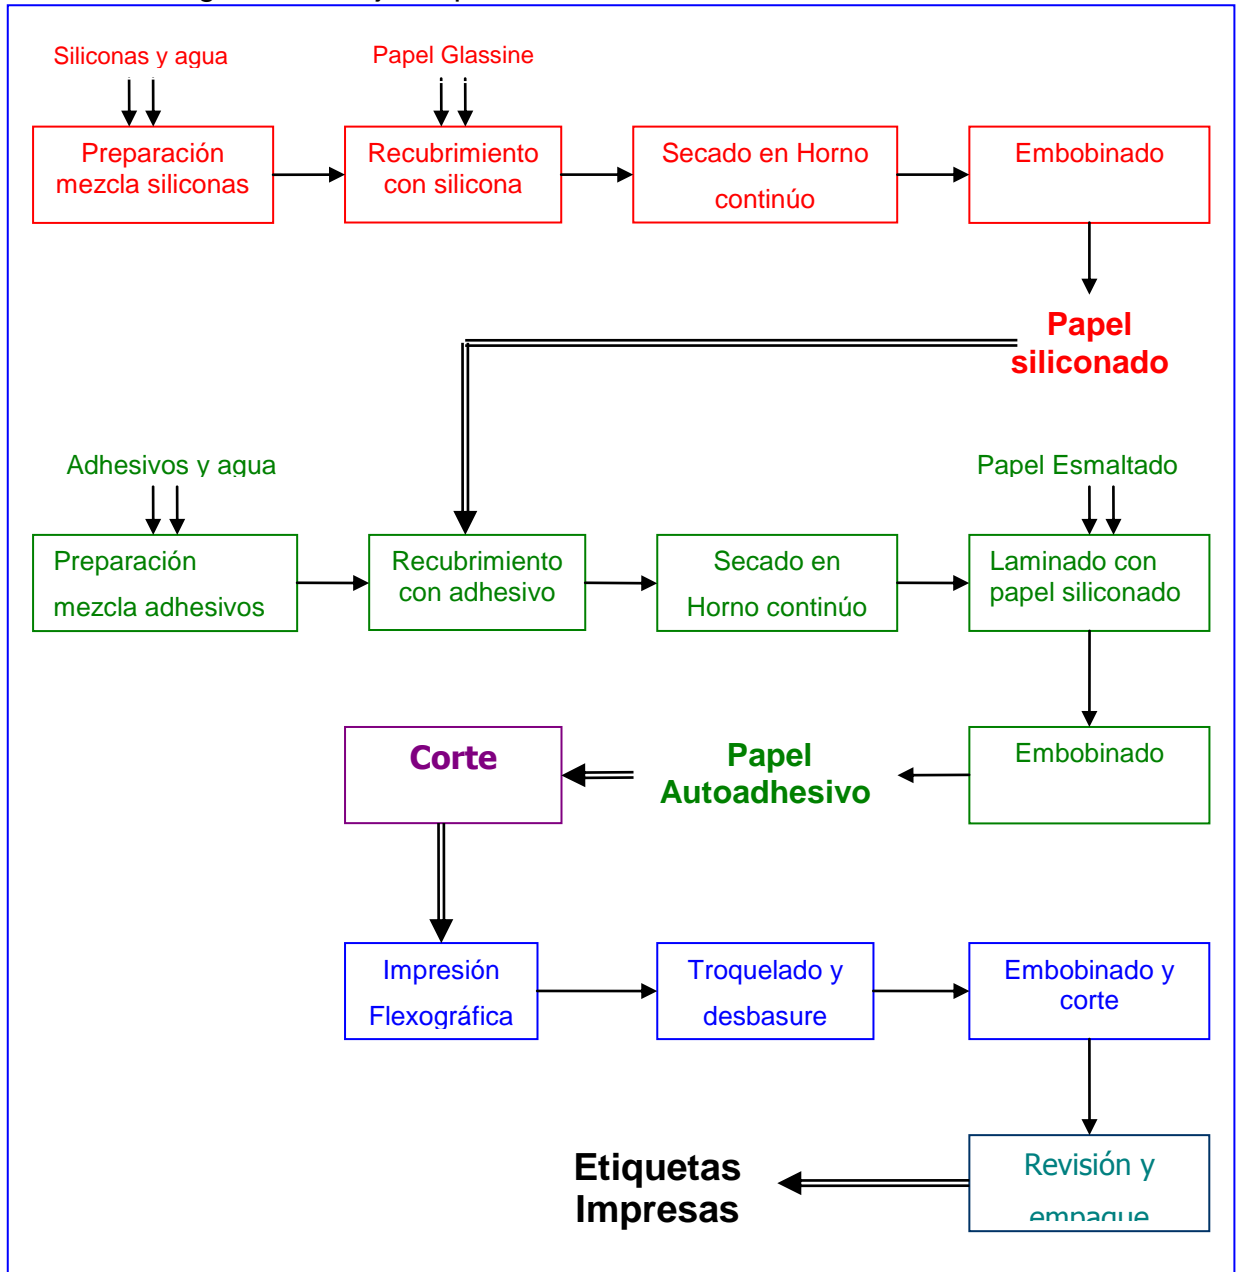 Siliconas y agua
Papel Glassine
Preparación
mezcla siliconas
Recubrimiento
con silicona
Secado en Horno
continúo
Embobinado
Papel
siliconado
Adhesivos y agua
Papel Esmaltado
Preparación
mezcla adhesivos
Recubrimiento
con adhesivo
Secado en
Horno continúo
Laminado con
papel siliconado
Corte
Papel
Autoadhesivo
Embobinado
Impresión
Flexográfica
Troquelado y
desbasure
Embobinado y
corte
Etiquetas
Impresas
Revisión y
empaque